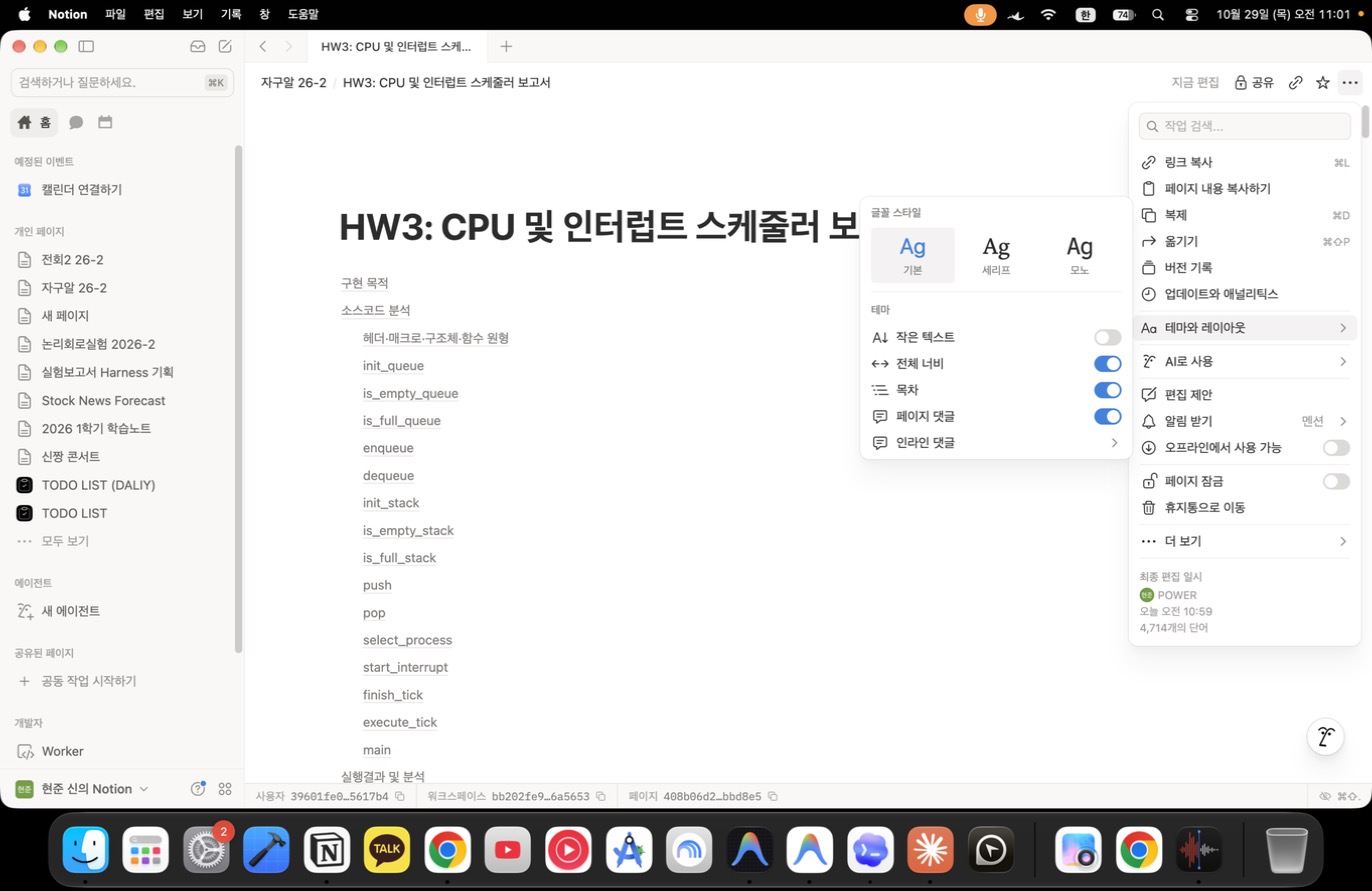 Notion 파일 편집 보기 기록 창 도움말
한 74 10월 29일 (목) 오전 11:01
HW3: CPU 및 인터럽트 스케...
검색하거나 질문하세요. ⌘K
자구알 26-2 / HW3: CPU 및 인터럽트 스케줄러 보고서
지금 편집 공유
홈
예정된 이벤트
31 캘린더 연결하기
개인 페이지
전회2 26-2
자구알 26-2
새 페이지
논리회로실험 2026-2
실험보고서 Harness 기획
Stock News Forecast
2026 1학기 학습노트
신짱 콘서트
TODO LIST (DALIY)
TODO LIST
모두 보기
에이전트
새 에이전트
공유된 페이지
공동 작업 시작하기
개발자
Worker
현준 현준 신의 Notion
HW3: CPU 및 인터럽트 스케줄러 보
구현 목적
소스코드 분석
헤더·매크로·구조체·함수 원형
init_queue
is_empty_queue
is_full_queue
enqueue
dequeue
init_stack
is_empty_stack
is_full_stack
push
pop
select_process
start_interrupt
finish_tick
execute_tick
main
실행결과 및 분석
글꼴 스타일
Ag Ag Ag
기본 세리프 모노
테마
작은 텍스트
전체 너비
목차
페이지 댓글
인라인 댓글
작업 검색...
링크 복사 ⌘L
페이지 내용 복사하기
복제 ⌘D
옮기기 ⌘⇧P
버전 기록
업데이트와 애널리틱스
Aa 테마와 레이아웃
AI로 사용
편집 제안
알림 받기 멘션
오프라인에서 사용 가능
페이지 잠금
휴지통으로 이동
더 보기
최종 편집 일시
현준 POWER
오늘 오전 10:59
4,714개의 단어
사용자 39601fe0…5617b4 워크스페이스 bb202fe9…6a5653 페이지 408b06d2…bbd8e5
⌘⇧.
2
TALK